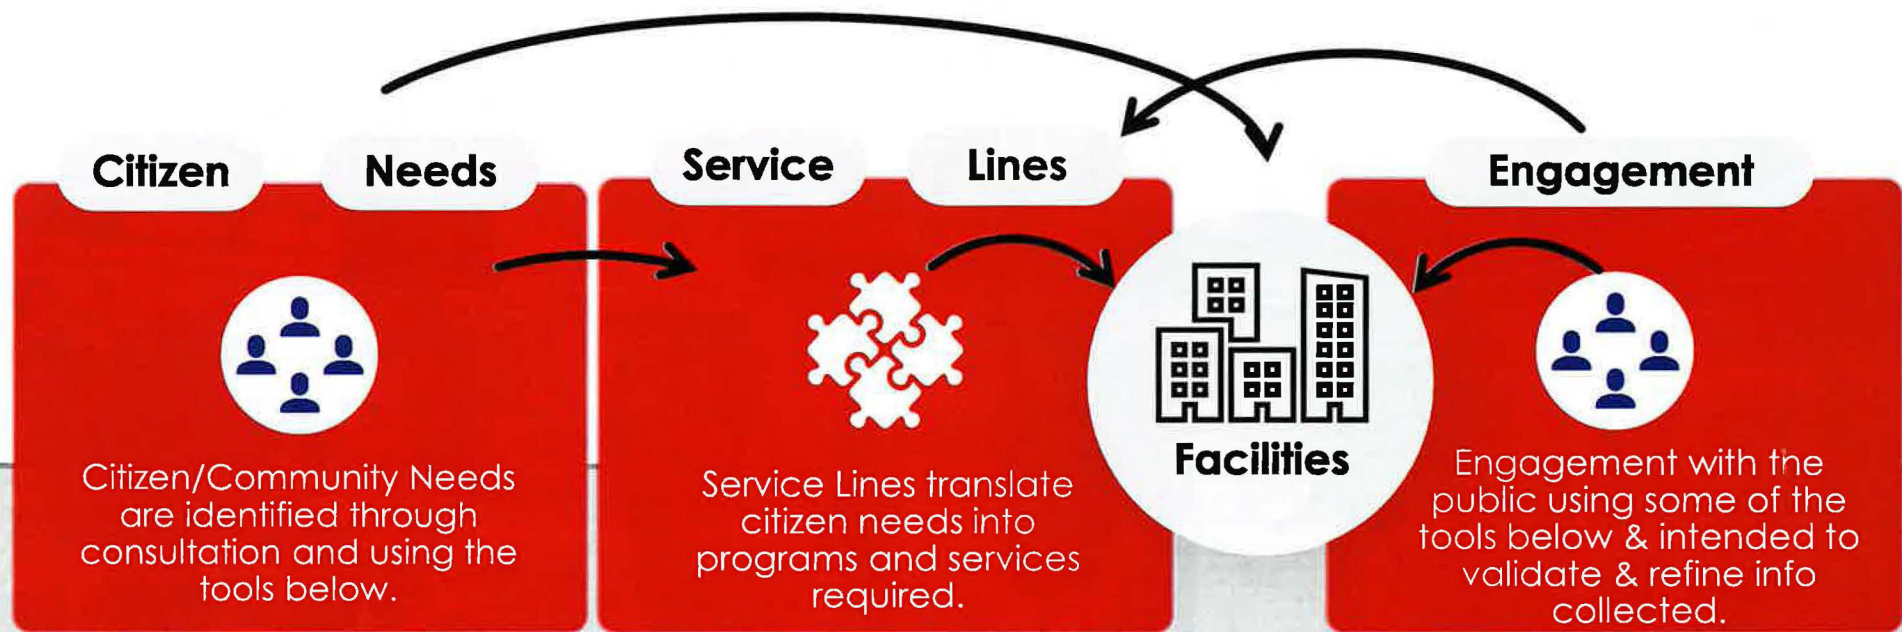 Citizen Needs
Service Lines
Engagement
Citizen/Community Needs
are identified through
consultation and using the
tools below.
Service Lines translate
citizen needs into
programs and services
required.
Facilities
Engagement with the
public using some of the
tools below & intended to
validate & refine info
collected.